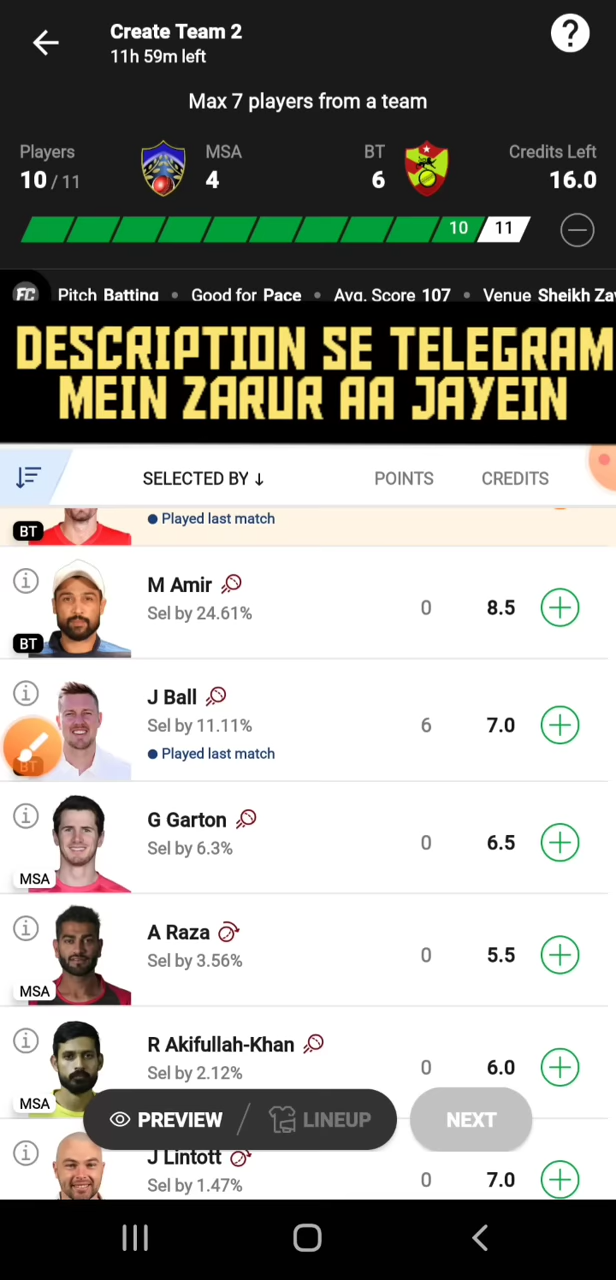 Create Team 2
11h 59m left
?
Max 7 players from a team
Players
10 / 11
MSA
4
BT
6
Credits Left
16.0
10 11
FC Pitch Batting • Good for Pace • Avg. Score 107 • Venue Sheikh Za
DESCRIPTION SE TELEGRAM
MEIN ZARUR AA JAYEIN
SELECTED BY ↓ POINTS CREDITS
Played last match
BT
M Amir
Sel by 24.61%
0 8.5
BT
J Ball
Sel by 11.11%
6 7.0
Played last match
BT
G Garton
Sel by 6.3%
0 6.5
MSA
A Raza
Sel by 3.56%
0 5.5
MSA
R Akifullah-Khan
Sel by 2.12%
0 6.0
MSA
PREVIEW / LINEUP
NEXT
J Lintott
Sel by 1.47%
0 7.0